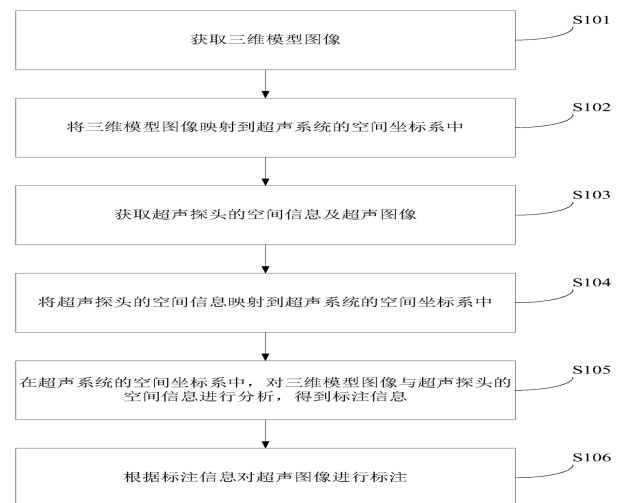 获取三维模型图像
S101
将三维模型图像映射到超声系统的空间坐标系中
S102
获取超声探头的空间信息及超声图像
S103
将超声探头的空间信息映射到超声系统的空间坐标系中
S104
在超声系统的空间坐标系中，对三维模型图像与超声探头的
空间信息进行分析，得到标注信息
S105
根据标注信息对超声图像进行标注
S106